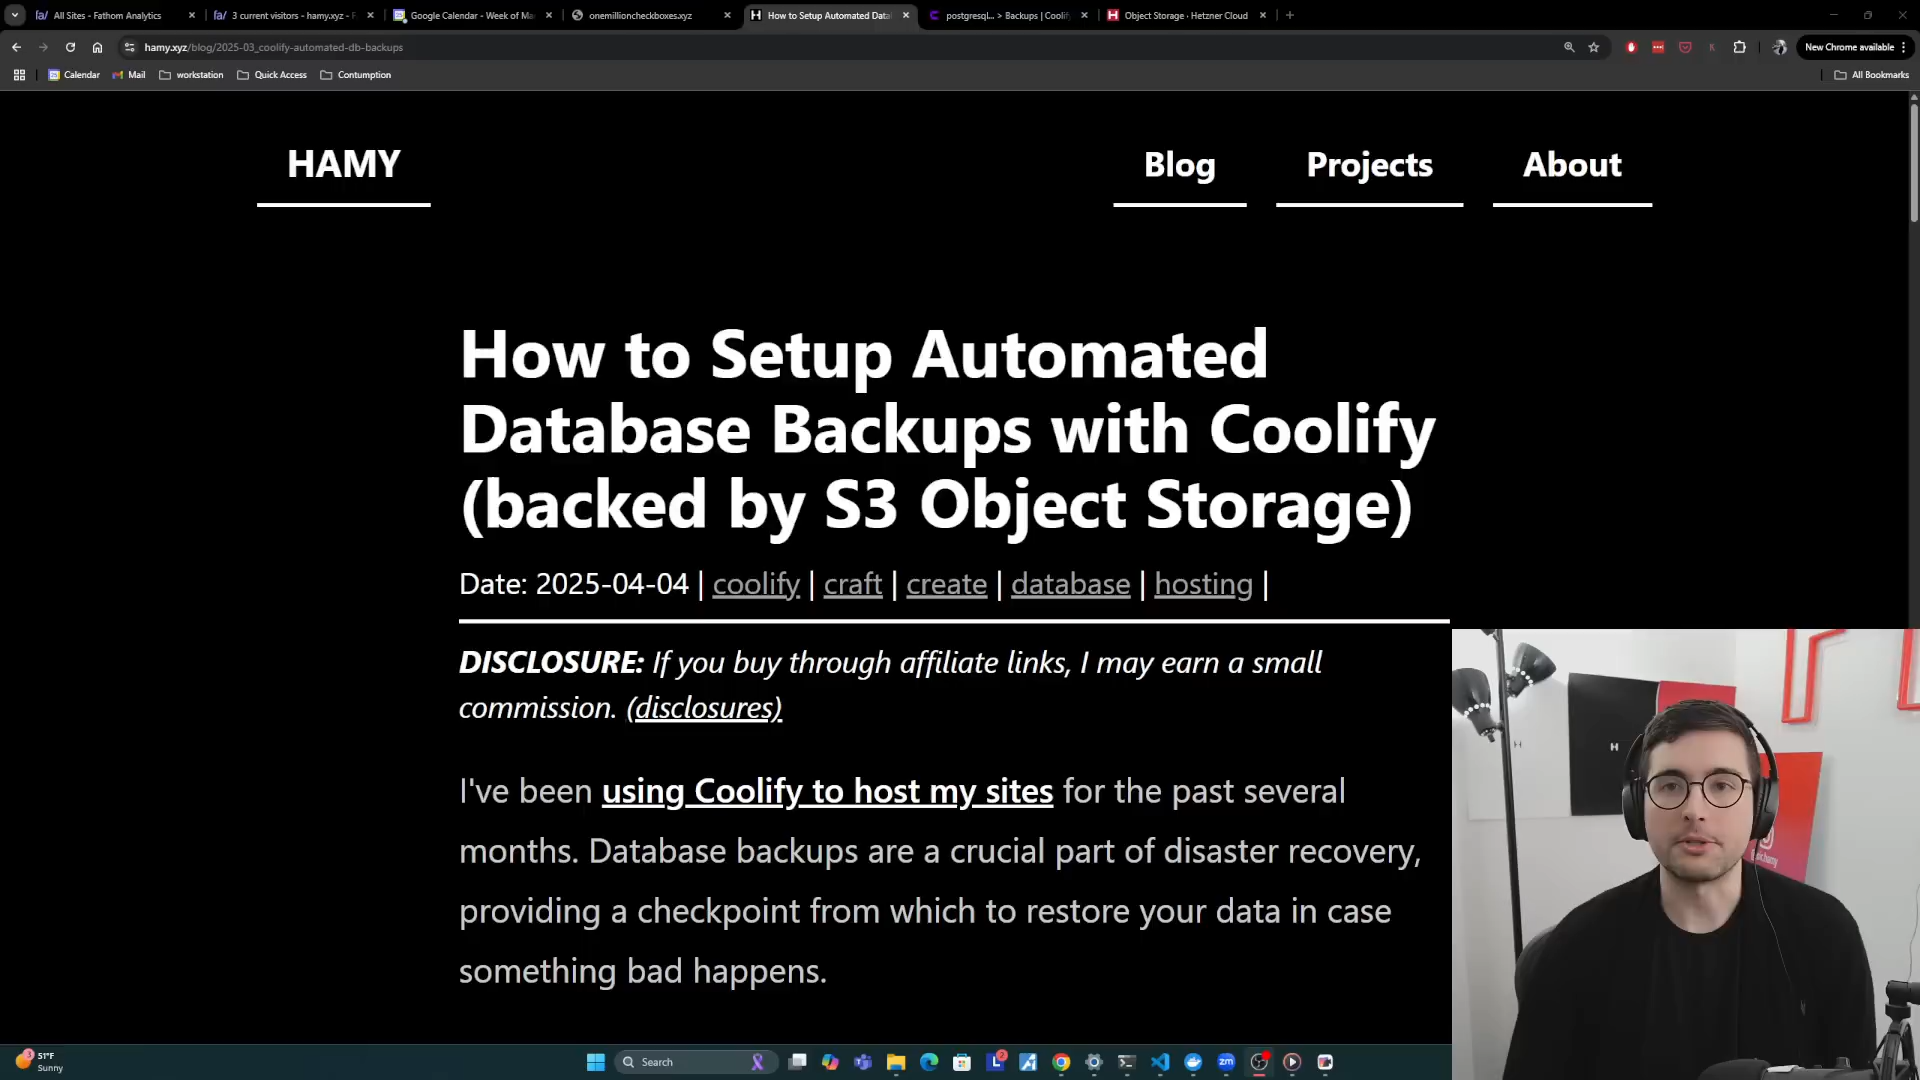 All Sites - Fathom Analytics
3 current visitors - hamy.xyz - F
Google Calendar - Week of Ma
onemillioncheckboxes.xyz
How to Setup Automated Data
postgresql... > Backups | Coolify
Object Storage · Hetzner Cloud
hamy.xyz/blog/2025-03_coolify-automated-db-backups
New Chrome available
Calendar
Mail
workstation
Quick Access
Contumption
All Bookmarks
HAMY
Blog
Projects
About
How to Setup Automated
Database Backups with Coolify
(backed by S3 Object Storage)
Date: 2025-04-04 | coolify | craft | create | database | hosting |
DISCLOSURE: If you buy through affiliate links, I may earn a small
commission. (disclosures)
I've been using Coolify to host my sites for the past several
months. Database backups are a crucial part of disaster recovery,
providing a checkpoint from which to restore your data in case
something bad happens.
H
H
51°F
Sunny
Search
zm